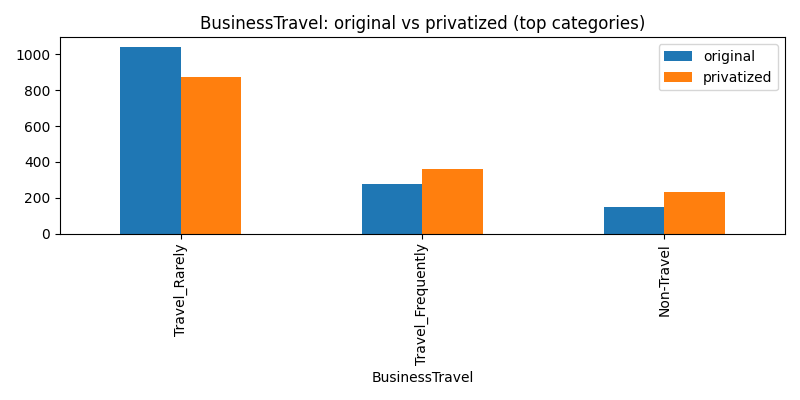 BusinessTravel: original vs privatized (top categories)
original
privatized
1000
800
600
400
200
0
Travel_Rarely
Travel_Frequently
Non-Travel
BusinessTravel